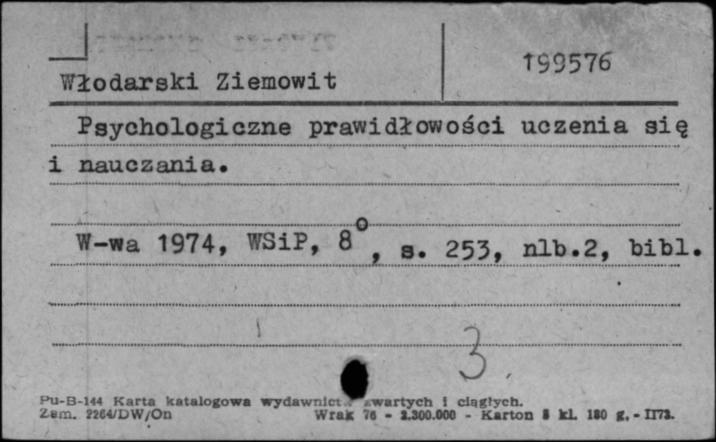 Włodarski Ziemowit
199576
Psychologiczne prawidłowości uczenia się
i nauczania.
W-wa 1974, WSiP, 8°, s. 253, nlb.2, bibl.
3.
Pu-B-144 Karta katalogowa wydawnictw zwartych i ciągłych.
Zam. 2264/DW/On Wrak 76 - 2.300.000 - Karton 8 kl. 180 g. - II73.